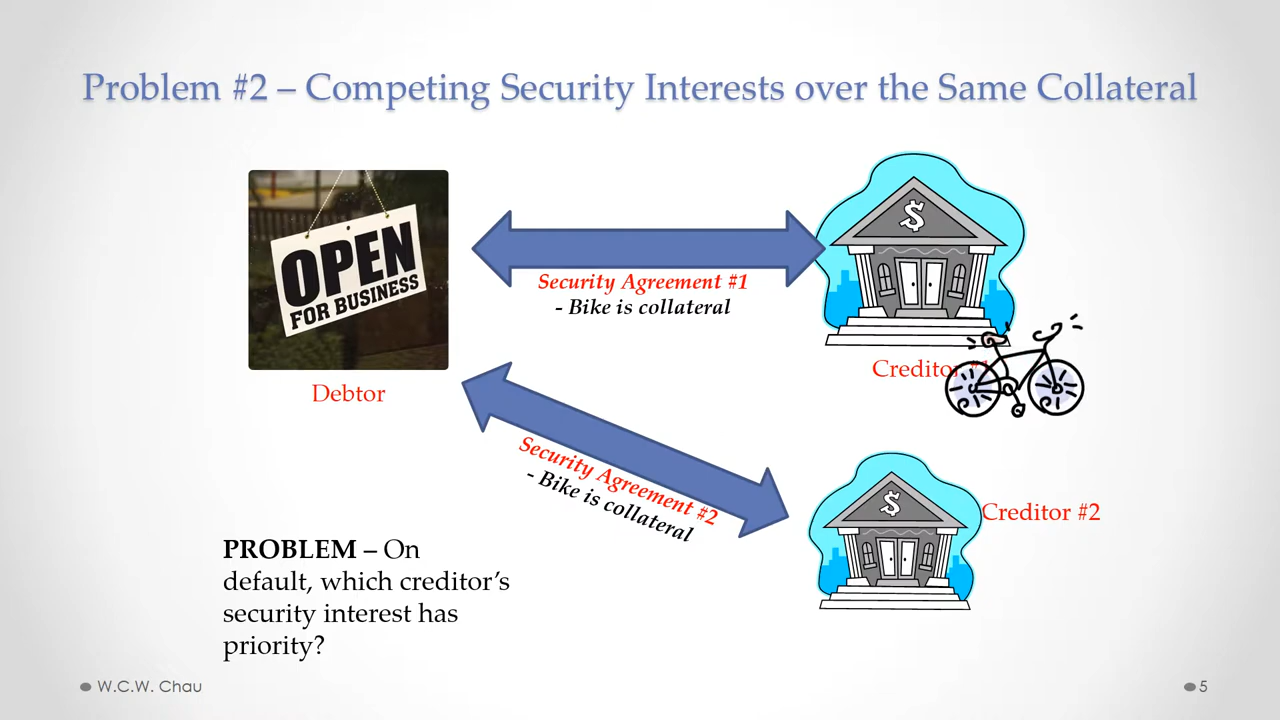 Problem #2 – Competing Security Interests over the Same Collateral
OPEN
FOR BUSINESS
$
Security Agreement #1
- Bike is collateral
Creditor #1
Debtor
Security Agreement #2
- Bike is collateral
$
Creditor #2
PROBLEM – On
default, which creditor’s
security interest has
priority?
W.C.W. Chau
5